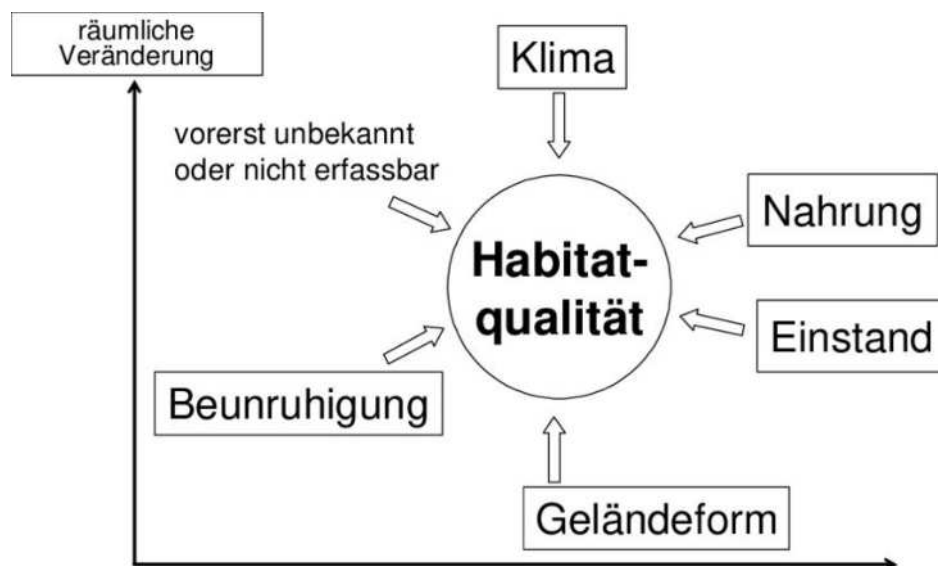 räumliche
Veränderung
Klima
vorerst unbekannt
oder nicht erfassbar
Nahrung
Habitat-
qualität
Einstand
Beunruhigung
Geländeform